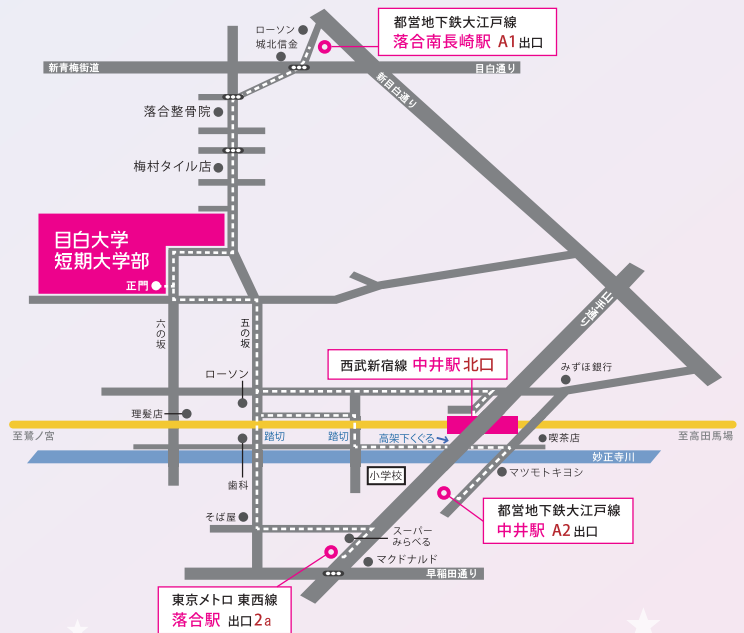 都営地下鉄大江戸線
落合南長崎駅 A1出口
ローソン
城北信金
新青梅街道
目白通り
新目白通り
落合整骨院
梅村タイル店
目白大学
短期大学部
正門
六の坂
五の坂
山手通り
西武新宿線 中井駅 北口
みずほ銀行
ローソン
理髪店
至鷺ノ宮
踏切
踏切
高架下くぐる
喫茶店
至高田馬場
妙正寺川
歯科
小学校
マツモトキヨシ
都営地下鉄大江戸線
中井駅 A2出口
そば屋
スーパー
みらべる
マクドナルド
早稲田通り
東京メトロ 東西線
落合駅 出口2a